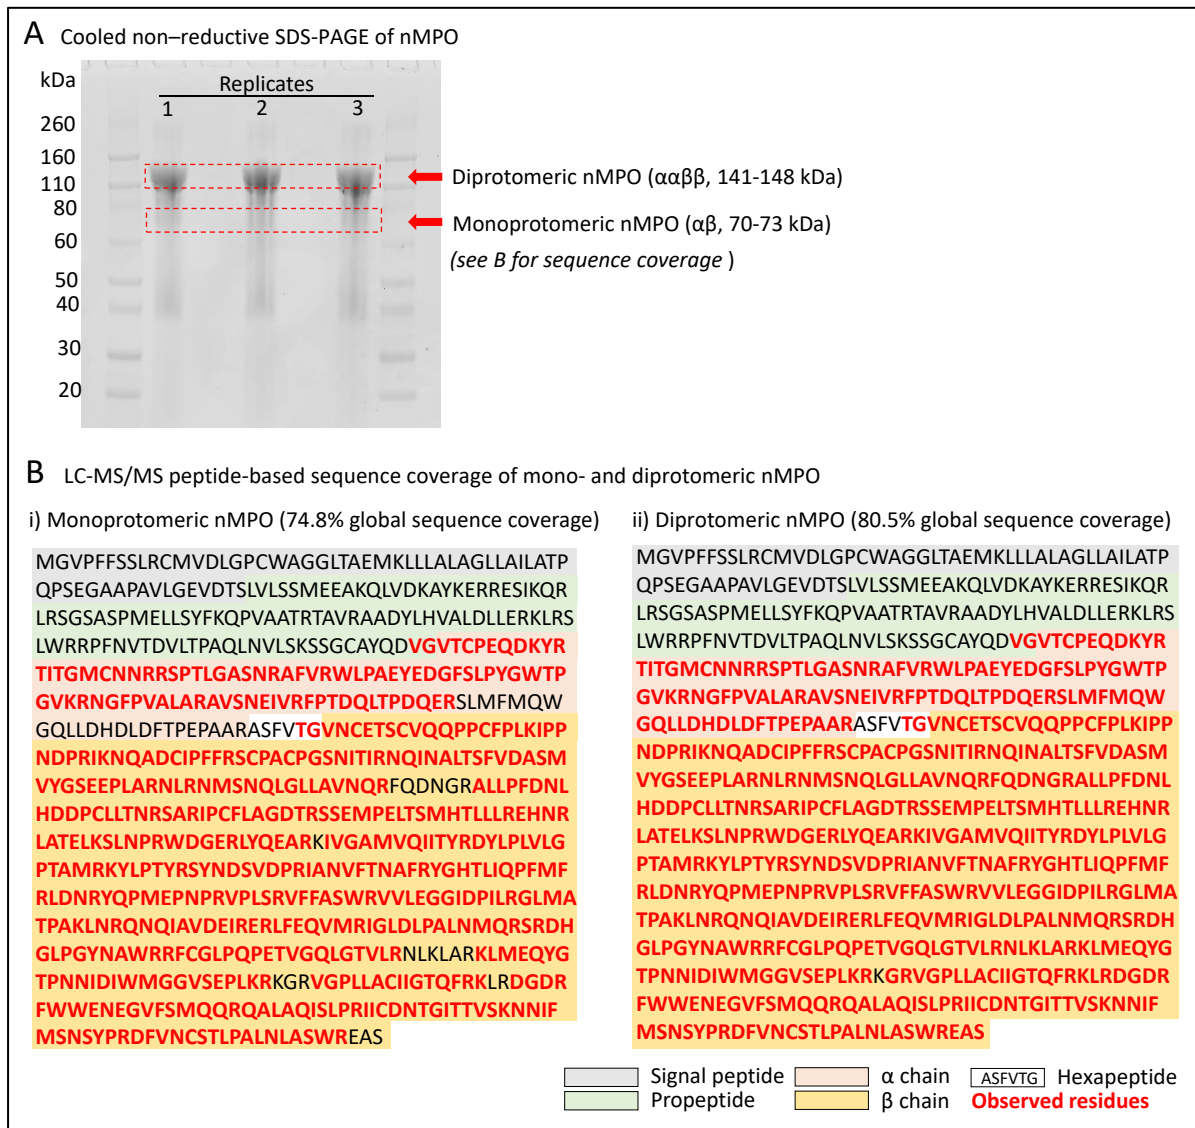 A Cooled non–reductive SDS-PAGE of nMPO
kDa
Replicates
1 2 3
260
160
110
80
60
50
40
30
20
Diprotomeric nMPO (ααββ, 141-148 kDa)
Monoprotomeric nMPO (αβ, 70-73 kDa)
(see B for sequence coverage )
B LC-MS/MS peptide-based sequence coverage of mono- and diprotomeric nMPO
i) Monoprotomeric nMPO (74.8% global sequence coverage)
MGVPFFSSLRCMVDLGPCWAGGLTAEMKLLLALAGLLAILATP
QPSEGAAPAVLGEVDTSLVLSSMEEAKQLVDKAYKERRESIKQR
LRSGSASPMELLSYFKQPVAATRTAVRAADYLHVALDLLERKLRS
LWRRPFNVTDVLTPAQLNVLSKSSGCAYQDVGVTCPEQDKYR
TITGMCNNRRSPTLGASNRAFVRWLPAEYEDGFSLPYGWTP
GVKRNGFPVALARAVSNEIVRFPTDQLTPDQERSLMFMQW
GQLLDHDLDFTPEPAARASFVTGVNCETSCVQQPPCFPLKIPP
NDPRIKNQADCIPFFRSCPACPGSNITIRNQINALTSFVDASM
VYGSEEPLARNLRNMSNQLGLLAVNQRFQDNGRALLPFDNL
HDDPCLLTNRSARIPCFLAGDTRSSEMPELTSMHTLLLREHNR
LATELKSLNPRWDGERLYQEARKIVGAMVQIITYRDYLPLVLG
PTAMRKYLPTYRSYNDSVDPRIANVFTNAFRYGHTLIQPFMF
RLDNRYQPMEPNPRVPLSRVFFASWRVVLEGGIDPILRGLMA
TPAKLNRQNQIAVDEIRERLFEQVMRIGLDLPALNMQRSRDH
GLPGYNAWRRFCGLPQPETVGQLGTVLRNLKLARKLMEQYG
TPNNIDIWMGGVSEPLKRKGRVGPLLACIIGTQFRKLRDGDR
FWWENEGVFSMQQRQALAQISLPRIICDNTGITTVSKNNIF
MSNSYPRDFVNCSTLPALNLASWREAS
ii) Diprotomeric nMPO (80.5% global sequence coverage)
MGVPFFSSLRCMVDLGPCWAGGLTAEMKLLLALAGLLAILATP
QPSEGAAPAVLGEVDTSLVLSSMEEAKQLVDKAYKERRESIKQR
LRSGSASPMELLSYFKQPVAATRTAVRAADYLHVALDLLERKLRS
LWRRPFNVTDVLTPAQLNVLSKSSGCAYQDVGVTCPEQDKYR
TITGMCNNRRSPTLGASNRAFVRWLPAEYEDGFSLPYGWTP
GVKRNGFPVALARAVSNEIVRFPTDQLTPDQERSLMFMQW
GQLLDHDLDFTPEPAARASFVTGVNCETSCVQQPPCFPLKIPP
NDPRIKNQADCIPFFRSCPACPGSNITIRNQINALTSFVDASM
VYGSEEPLARNLRNMSNQLGLLAVNQRFQDNGRALLPFDNL
HDDPCLLTNRSARIPCFLAGDTRSSEMPELTSMHTLLLREHNR
LATELKSLNPRWDGERLYQEARKIVGAMVQIITYRDYLPLVLG
PTAMRKYLPTYRSYNDSVDPRIANVFTNAFRYGHTLIQPFMF
RLDNRYQPMEPNPRVPLSRVFFASWRVVLEGGIDPILRGLMA
TPAKLNRQNQIAVDEIRERLFEQVMRIGLDLPALNMQRSRDH
GLPGYNAWRRFCGLPQPETVGQLGTVLRNLKLARKLMEQYG
TPNNIDIWMGGVSEPLKRKGRVGPLLACIIGTQFRKLRDGDR
FWWENEGVFSMQQRQALAQISLPRIICDNTGITTVSKNNIF
MSNSYPRDFVNCSTLPALNLASWREAS
Signal peptide
α chain
ASFVTG Hexapeptide
Propeptide
β chain
Observed residues